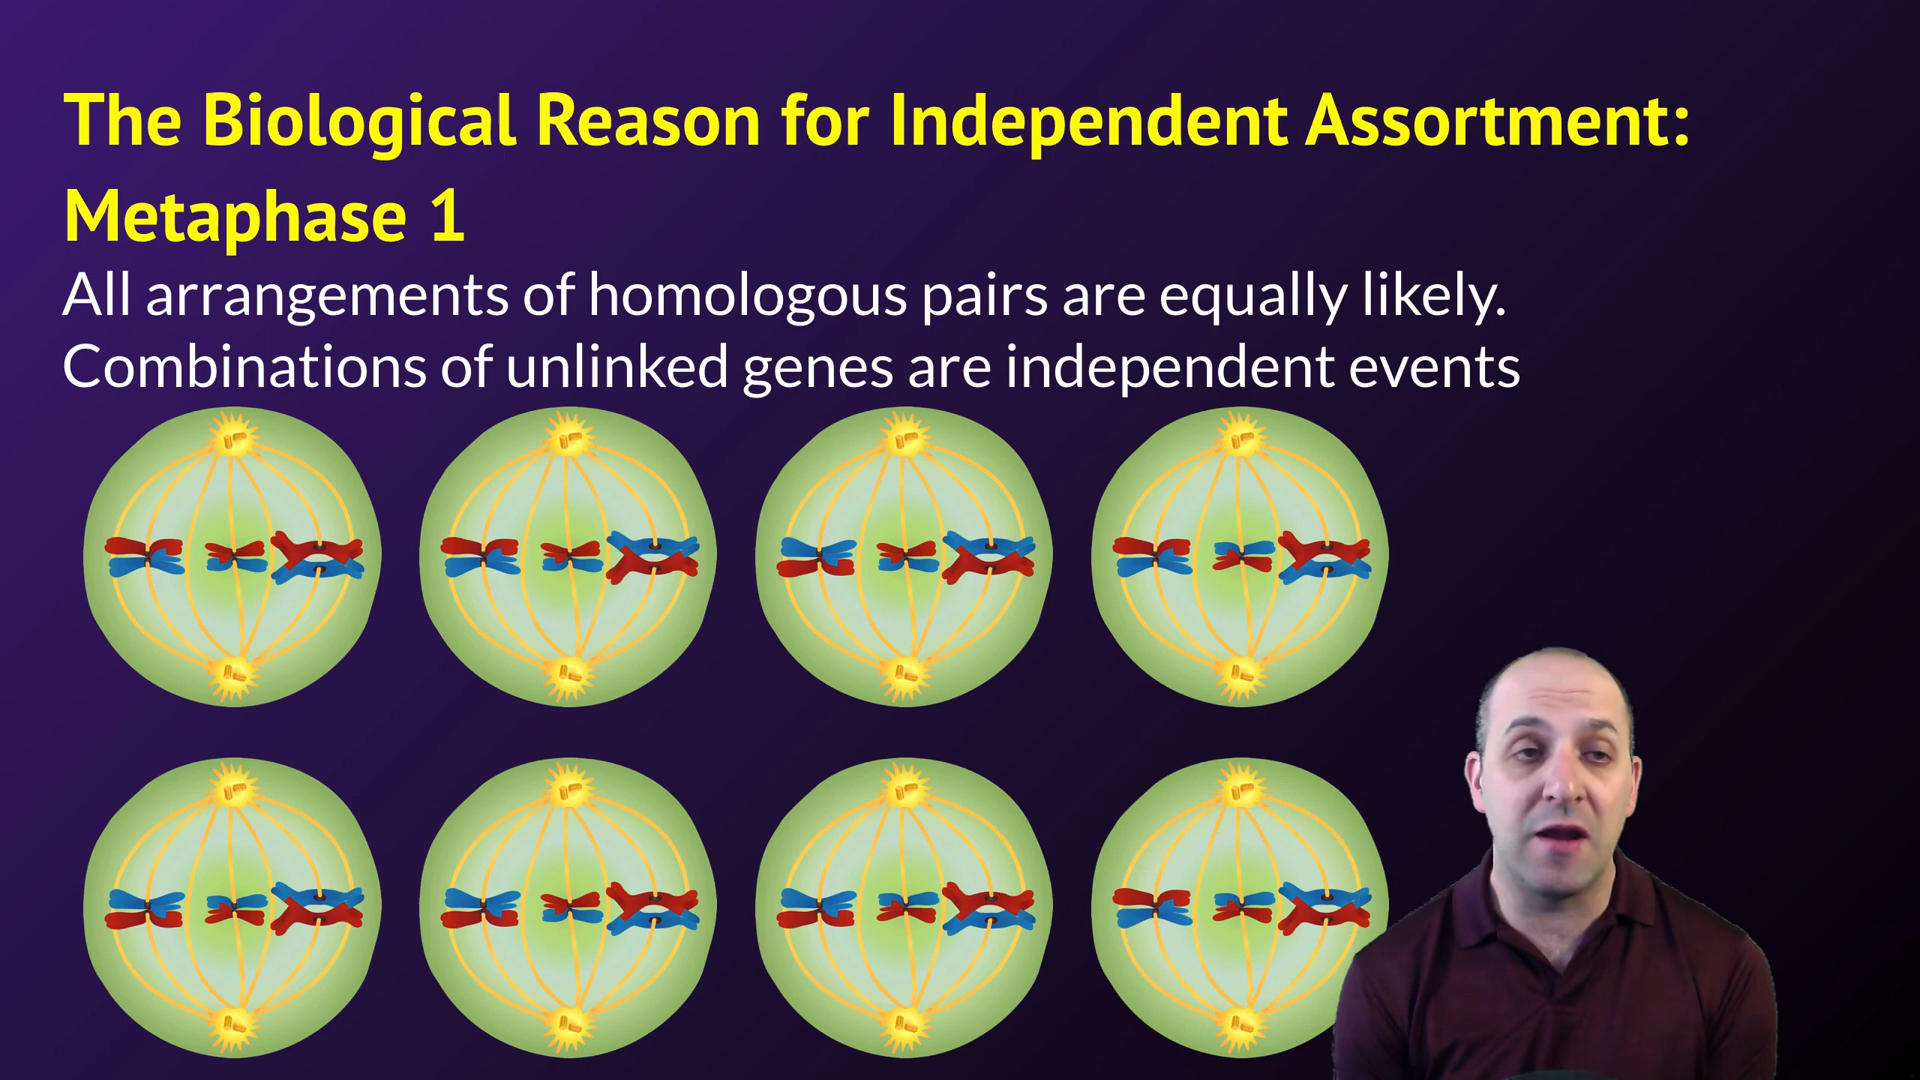 The Biological Reason for Independent Assortment:
Metaphase 1
All arrangements of homologous pairs are equally likely.
Combinations of unlinked genes are independent events